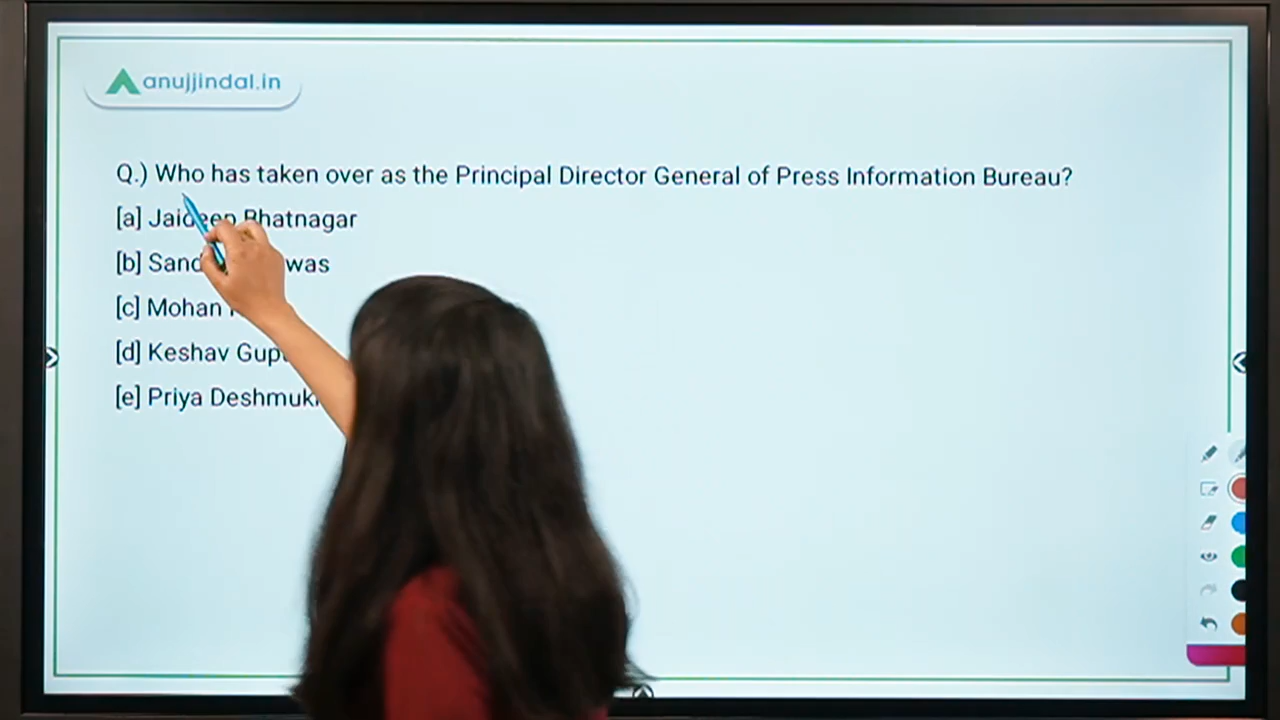 anujjindal.in
Q.) Who has taken over as the Principal Director General of Press Information Bureau?
[a] Jaideep Bhatnagar
[b]
[c] Mohan
[d] Keshav
[e] Priya Deshmukh